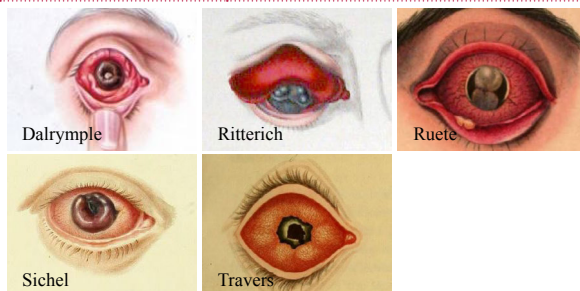 Dalrymple
Ritterich
Ruete
Sichel
Travers